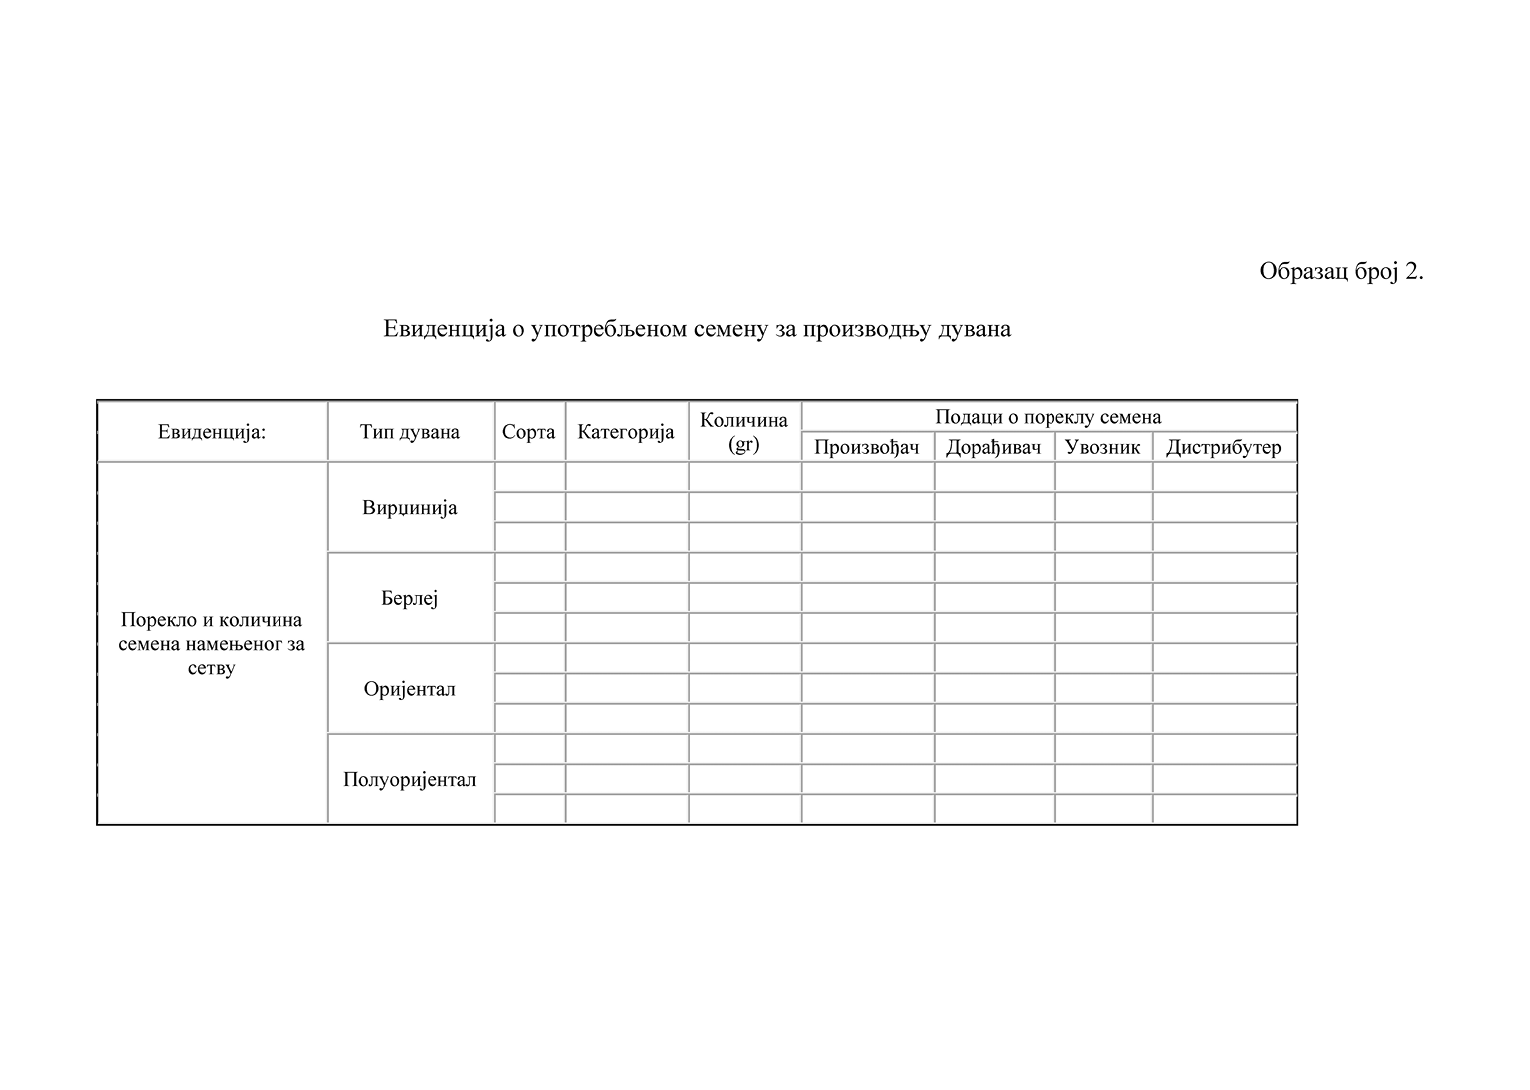 Образац број 2.
Евиденција о употребљеном семену за производњу дувана
Евиденција:
Тип дувана
Сорта
Категорија
Количина
(gr)
Подаци о пореклу семена
Произвођач
Дорађивач
Увозник
Дистрибутер
Порекло и количина
семена намењеног за
сетву
Вирџинија
Берлеј
Оријентал
Полуоријентал